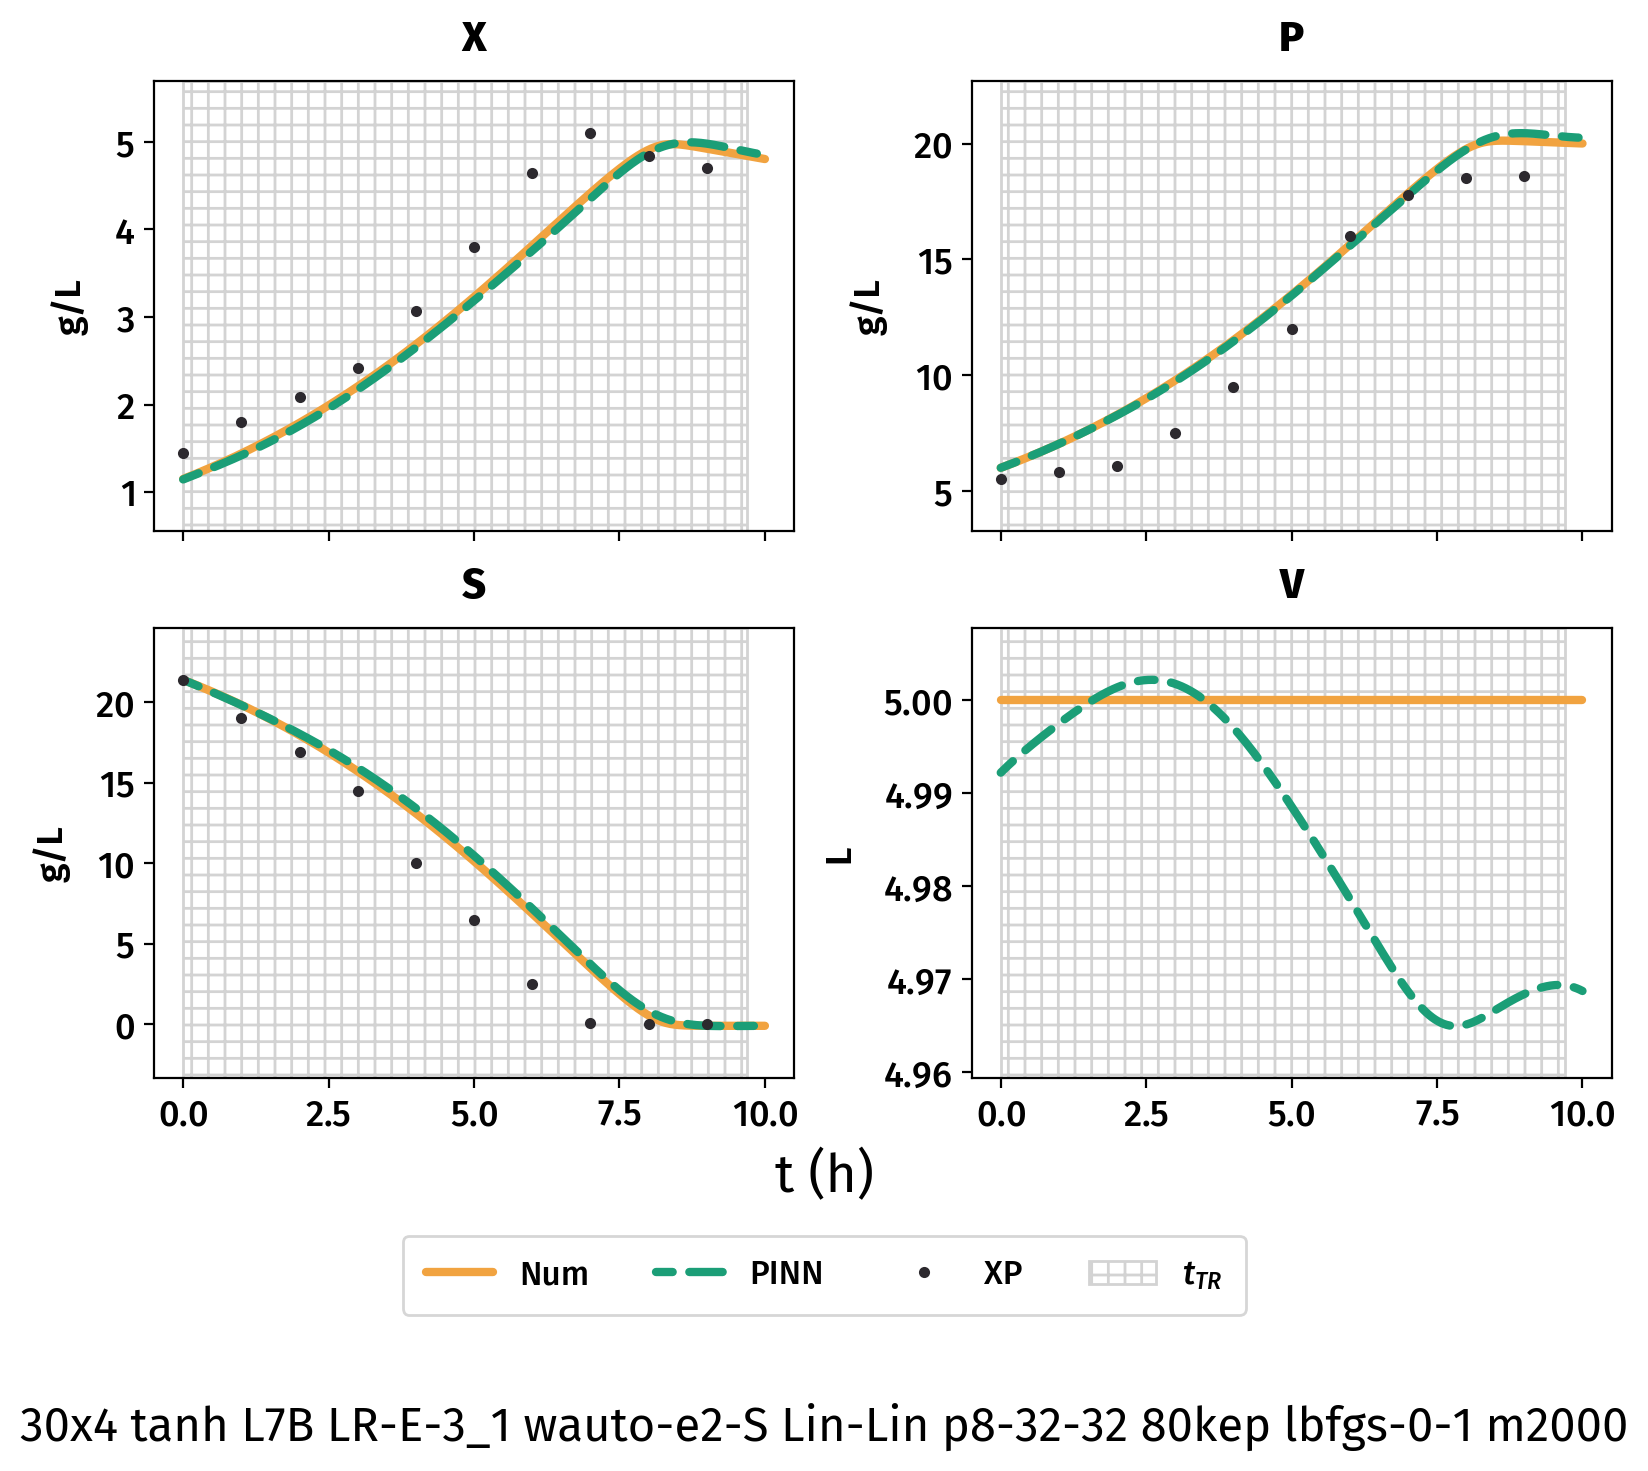 X
P
5
4
3
2
1
g/L
20
15
10
5
g/L
S
V
20
15
10
5
0
g/L
5.00
4.99
4.98
4.97
4.96
L
0.0 2.5 5.0 7.5 10.0
0.0 2.5 5.0 7.5 10.0
t (h)
Num PINN XP tTR
30x4 tanh L7B LR-E-3_1 wauto-e2-S Lin-Lin p8-32-32 80kep lbfgs-0-1 m2000